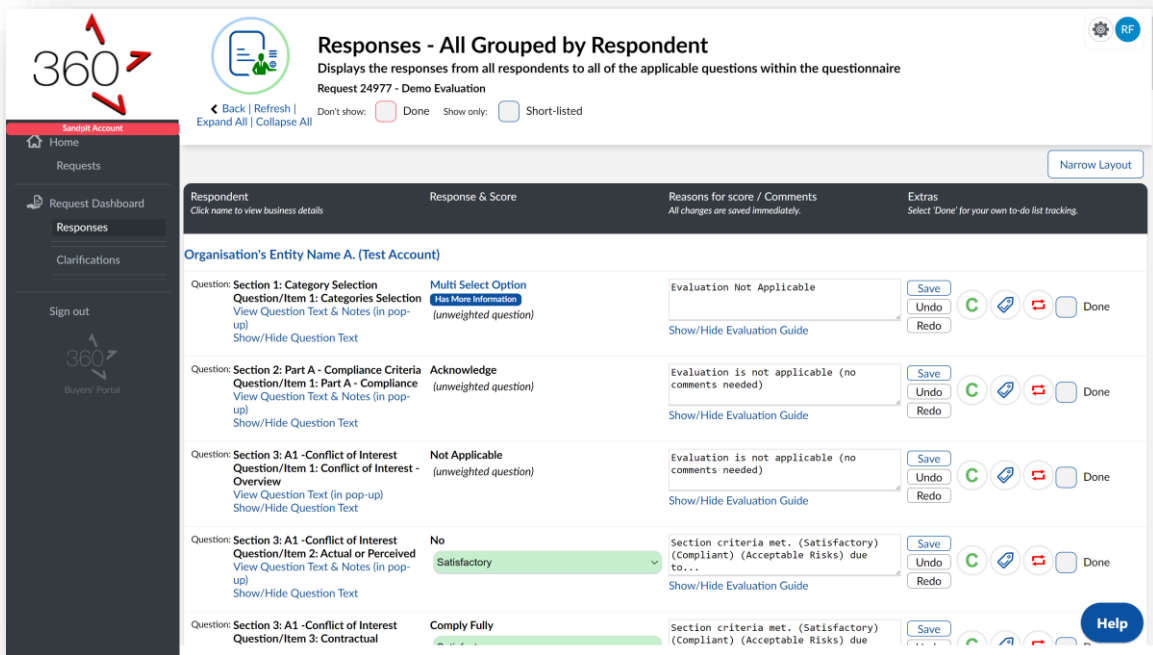 360°
Sandpit Account
Home
Requests
Request Dashboard
Responses
Clarifications
Sign out
360°
Buyers' Portal
Back | Refresh |
Expand All | Collapse All
Responses - All Grouped by Respondent
Displays the responses from all respondents to all of the applicable questions within the questionnaire
Request 24977 - Demo Evaluation
Don't show: Done Show only: Short-listed
RF
Narrow Layout
Respondent Response & Score Reasons for score / Comments Extras
Click name to view business details All changes are saved immediately. Select 'Done' for your own to-do list tracking.
Organisation's Entity Name A. (Test Account)
Question: Section 1: Category Selection
Question/Item 1: Categories Selection
View Question Text & Notes (in pop-
up)
Show/Hide Question Text
Multi Select Option
Has More Information
(unweighted question)
Evaluation Not Applicable
Show/Hide Evaluation Guide
Save
Undo
Redo
C
Done
Question: Section 2: Part A - Compliance Criteria
Question/Item 1: Part A - Compliance
View Question Text & Notes (in pop-
up)
Show/Hide Question Text
Acknowledge
(unweighted question)
Evaluation is not applicable (no
comments needed)
Show/Hide Evaluation Guide
Save
Undo
Redo
C
Done
Question: Section 3: A1 -Conflict of Interest
Question/Item 1: Conflict of Interest -
Overview
View Question Text (in pop-up)
Show/Hide Question Text
Not Applicable
(unweighted question)
Evaluation is not applicable (no
comments needed)
Show/Hide Evaluation Guide
Save
Undo
Redo
C
Done
Question: Section 3: A1 -Conflict of Interest
Question/Item 2: Actual or Perceived
View Question Text & Notes (in pop-
up)
Show/Hide Question Text
No
Satisfactory
Section criteria met. (Satisfactory)
(Compliant) (Acceptable Risks) due
to...
Show/Hide Evaluation Guide
Save
Undo
Redo
C
Done
Question: Section 3: A1 -Conflict of Interest
Question/Item 3: Contractual
Comply Fully
Section criteria met. (Satisfactory)
(Compliant) (Acceptable Risks) due
Save
Help